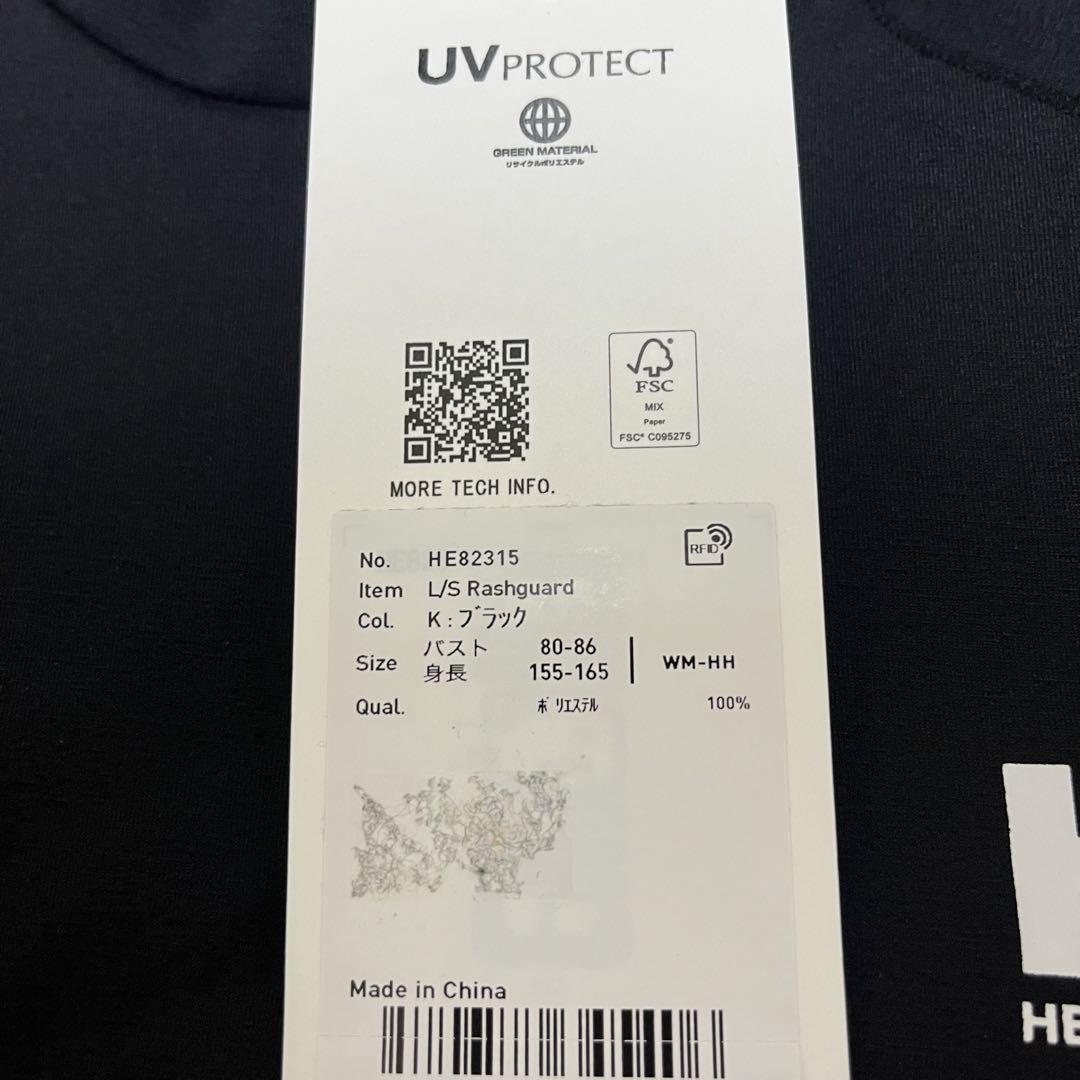 UV PROTECT
GREEN MATERIAL
リサイクルポリエステル
FSC
MIX
Paper
FSC® C095275
MORE TECH INFO.
RFID
No. HE82315
Item L/S Rashguard
Col. K : ブラック
Size バスト 80-86
身長 155-165
WM-HH
Qual. ポリエステル 100%
Made in China
HE